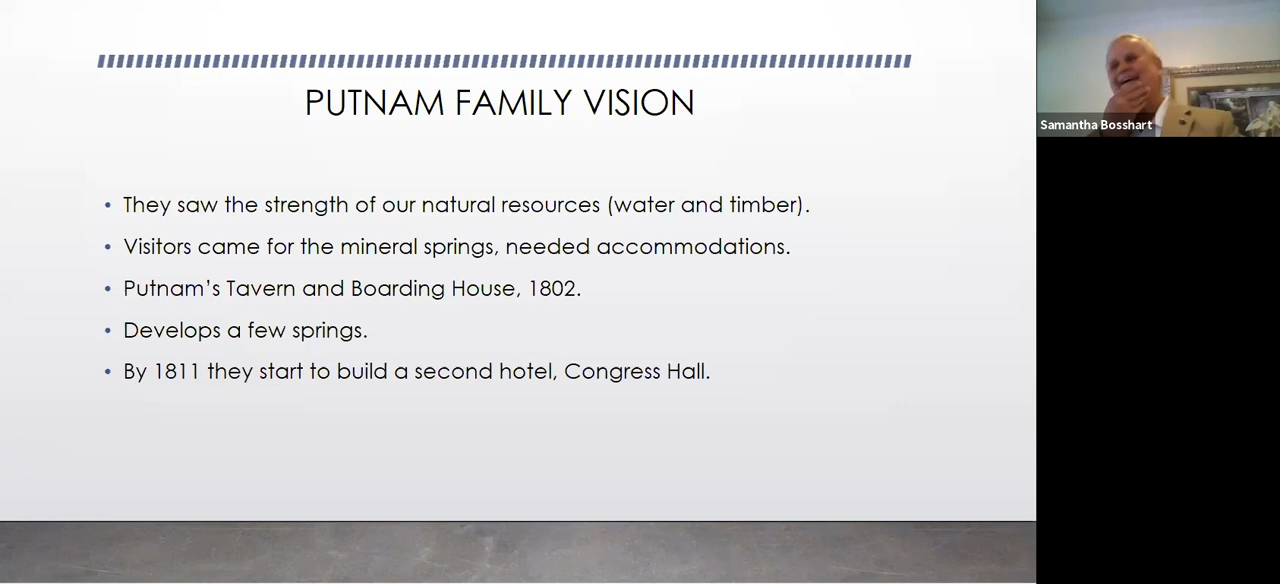 PUTNAM FAMILY VISION
• They saw the strength of our natural resources (water and timber).
• Visitors came for the mineral springs, needed accommodations.
• Putnam’s Tavern and Boarding House, 1802.
• Develops a few springs.
• By 1811 they start to build a second hotel, Congress Hall.
Samantha Bosshart